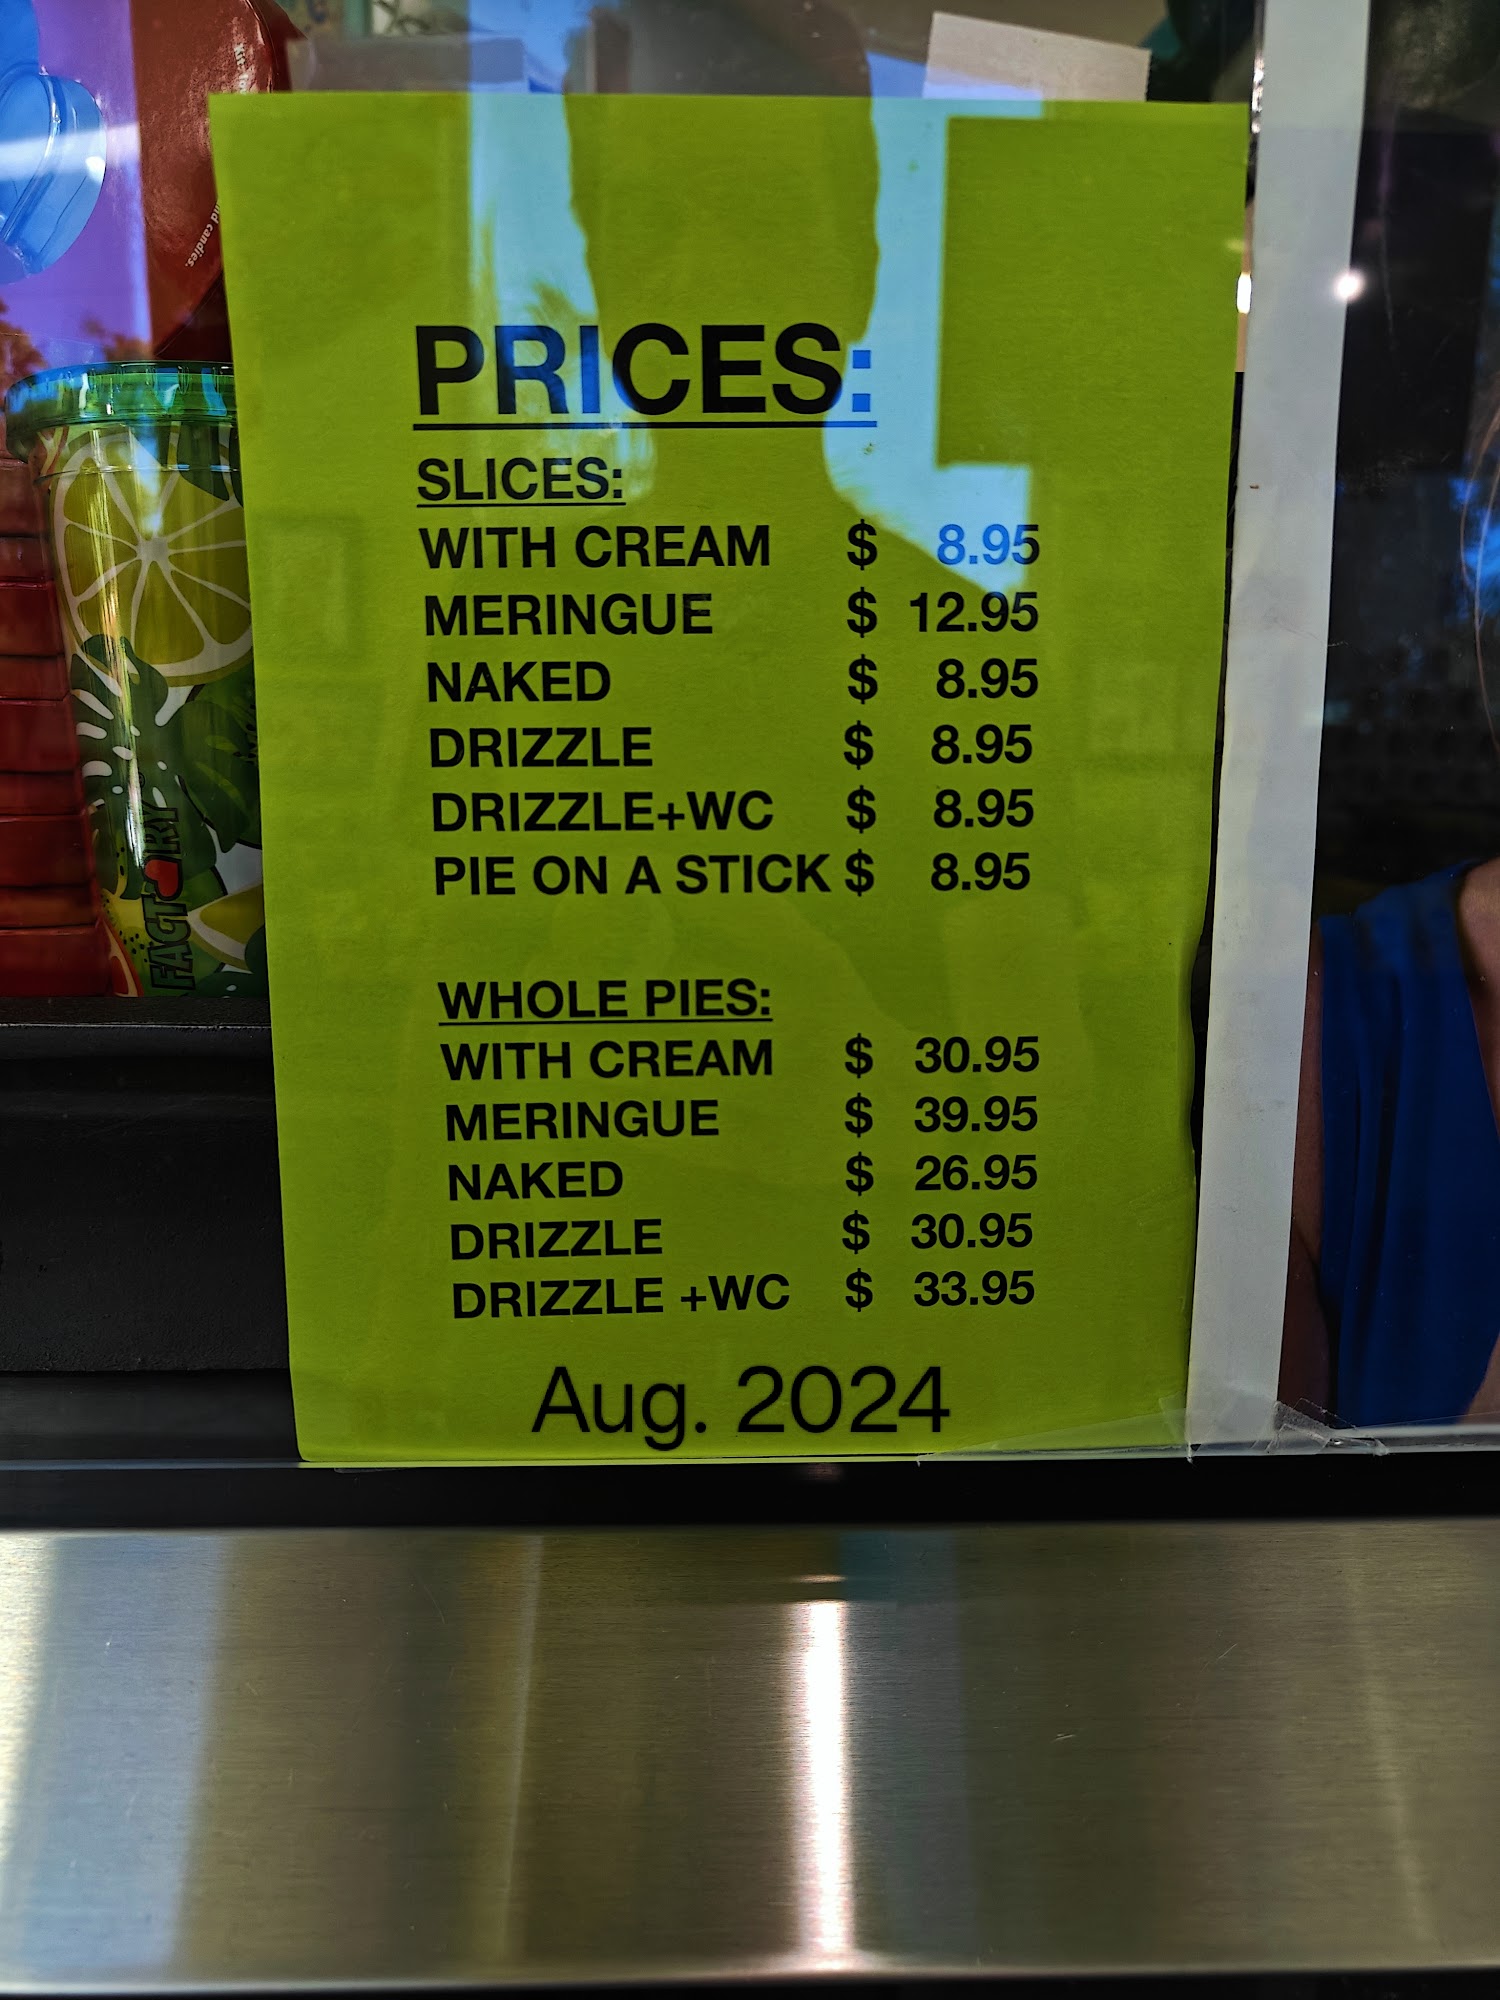 PRICES:
SLICES:
WITH CREAM $ 8.95
MERINGUE $ 12.95
NAKED $ 8.95
DRIZZLE $ 8.95
DRIZZLE+WC $ 8.95
PIE ON A STICK $ 8.95
WHOLE PIES:
WITH CREAM $ 30.95
MERINGUE $ 39.95
NAKED $ 26.95
DRIZZLE $ 30.95
DRIZZLE +WC $ 33.95
Aug. 2024
FACTORY
candies.